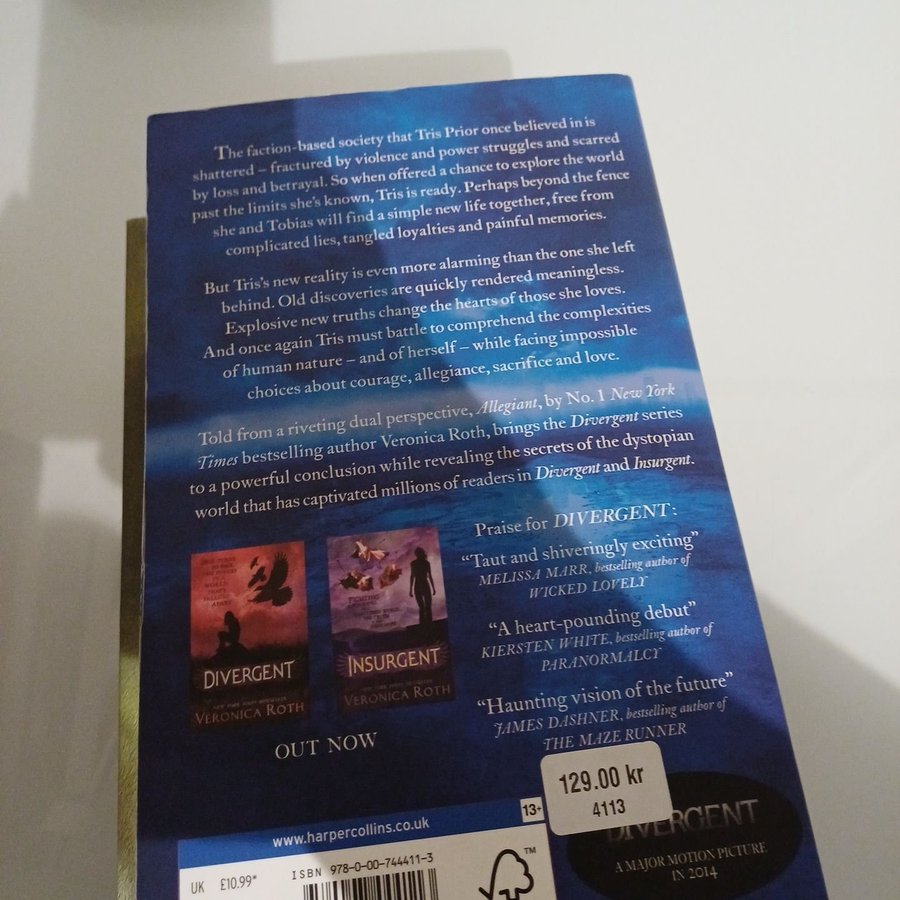 The faction-based society that Tris Prior once believed in is
shattered – fractured by violence and power struggles and scarred
by loss and betrayal. So when offered a chance to explore the world
past the limits she's known, Tris is ready. Perhaps beyond the fence
she and Tobias will find a simple new life together, free from
complicated lies, tangled loyalties and painful memories.
But Tris's new reality is even more alarming than the one she left
behind. Old discoveries are quickly rendered meaningless.
Explosive new truths change the hearts of those she loves.
And once again Tris must battle to comprehend the complexities
of human nature – and of herself – while facing impossible
choices about courage, allegiance, sacrifice and love.
Told from a riveting dual perspective, Allegiant, by No. 1 New York
Times bestselling author Veronica Roth, brings the Divergent series
to a powerful conclusion while revealing the secrets of the dystopian
world that has captivated millions of readers in Divergent and Insurgent.
DIVERGENT
VERONICA ROTH
INSURGENT
VERONICA ROTH
OUT NOW
Praise for DIVERGENT:
“Taut and shiveringly exciting”
MELISSA MARR, bestselling author of
WICKED LOVELY
“A heart-pounding debut”
KIERSTEN WHITE, bestselling author of
PARANORMALCY
“Haunting vision of the future”
JAMES DASHNER, bestselling author of
THE MAZE RUNNER
129.00 kr
4113
DIVERGENT
A MAJOR MOTION PICTURE
IN 2014
13+
www.harpercollins.co.uk
UK £10.99*
ISBN 978-0-00-744411-3
TM